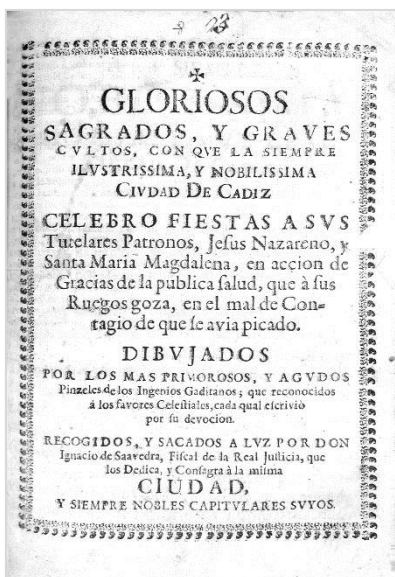 23
✠
GLORIOSOS
SAGRADOS, Y GRAVES
CVLTOS, CON QVE LA SIEMPRE
ILVSTRISSIMA, Y NOBILISSIMA
CIVDAD DE CADIZ
CELEBRO FIESTAS A SVS
Tutelares Patronos, Jesus Nazareno, y
Santa Maria Magdalena, en accion de
Gracias de la publica salud, que à sus
Ruegos goza, en el mal de Con-
tagio de que se avia picado.
DIBVJADOS
POR LOS MAS PRIMOROSOS, Y AGVDOS
Pinzeles de los Ingenios Gaditanos; que reconocidos
à los favores Celestiales, cada qual escriviò
por su devocion.
RECOGIDOS, Y SACADOS A LVZ POR DON
Ignacio de Saavedra, Fiscal de la Real Justicia, que
los Dedica, y Consagra à la misma
CIUDAD,
Y SIEMPRE NOBLES CAPITVLARES SUYOS.